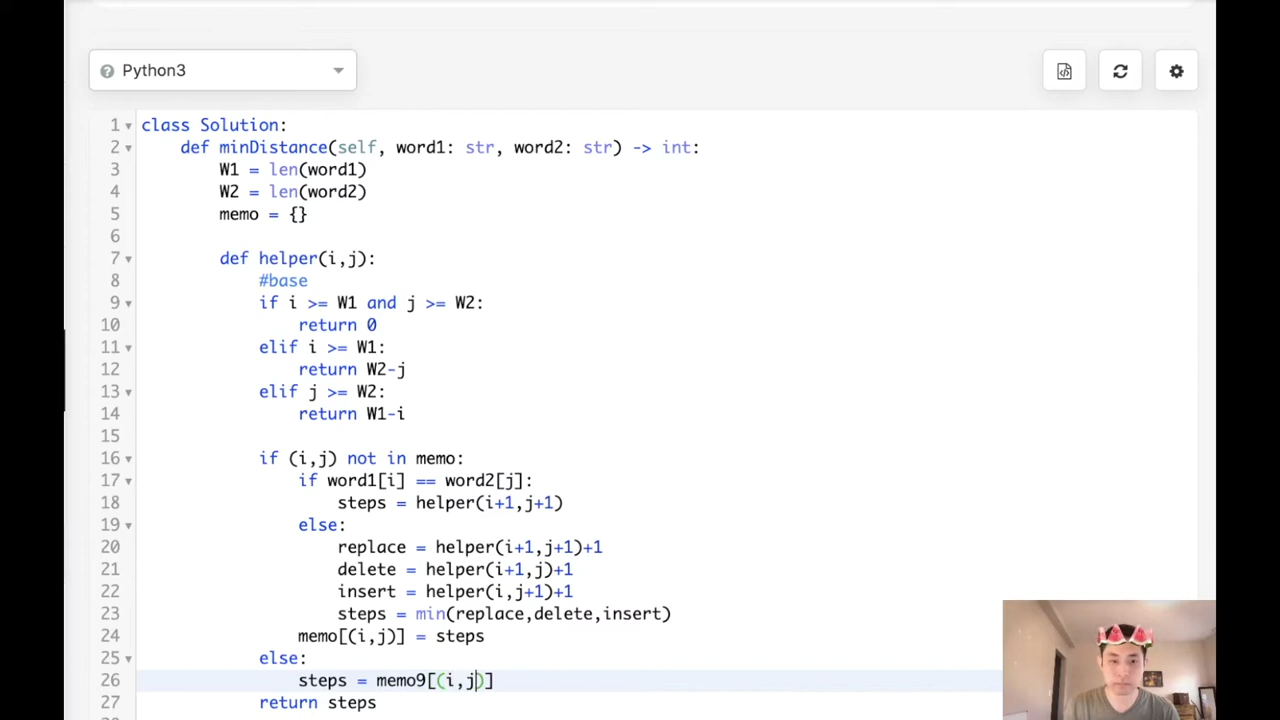 Python3
1 class Solution:
2 def minDistance(self, word1: str, word2: str) -> int:
3 W1 = len(word1)
4 W2 = len(word2)
5 memo = {}
6
7 def helper(i,j):
8 #base
9 if i >= W1 and j >= W2:
10 return 0
11 elif i >= W1:
12 return W2-j
13 elif j >= W2:
14 return W1-i
15
16 if (i,j) not in memo:
17 if word1[i] == word2[j]:
18 steps = helper(i+1,j+1)
19 else:
20 replace = helper(i+1,j+1)+1
21 delete = helper(i+1,j)+1
22 insert = helper(i,j+1)+1
23 steps = min(replace,delete,insert)
24 memo[(i,j)] = steps
25 else:
26 steps = memo9[(i,j)]
27 return steps